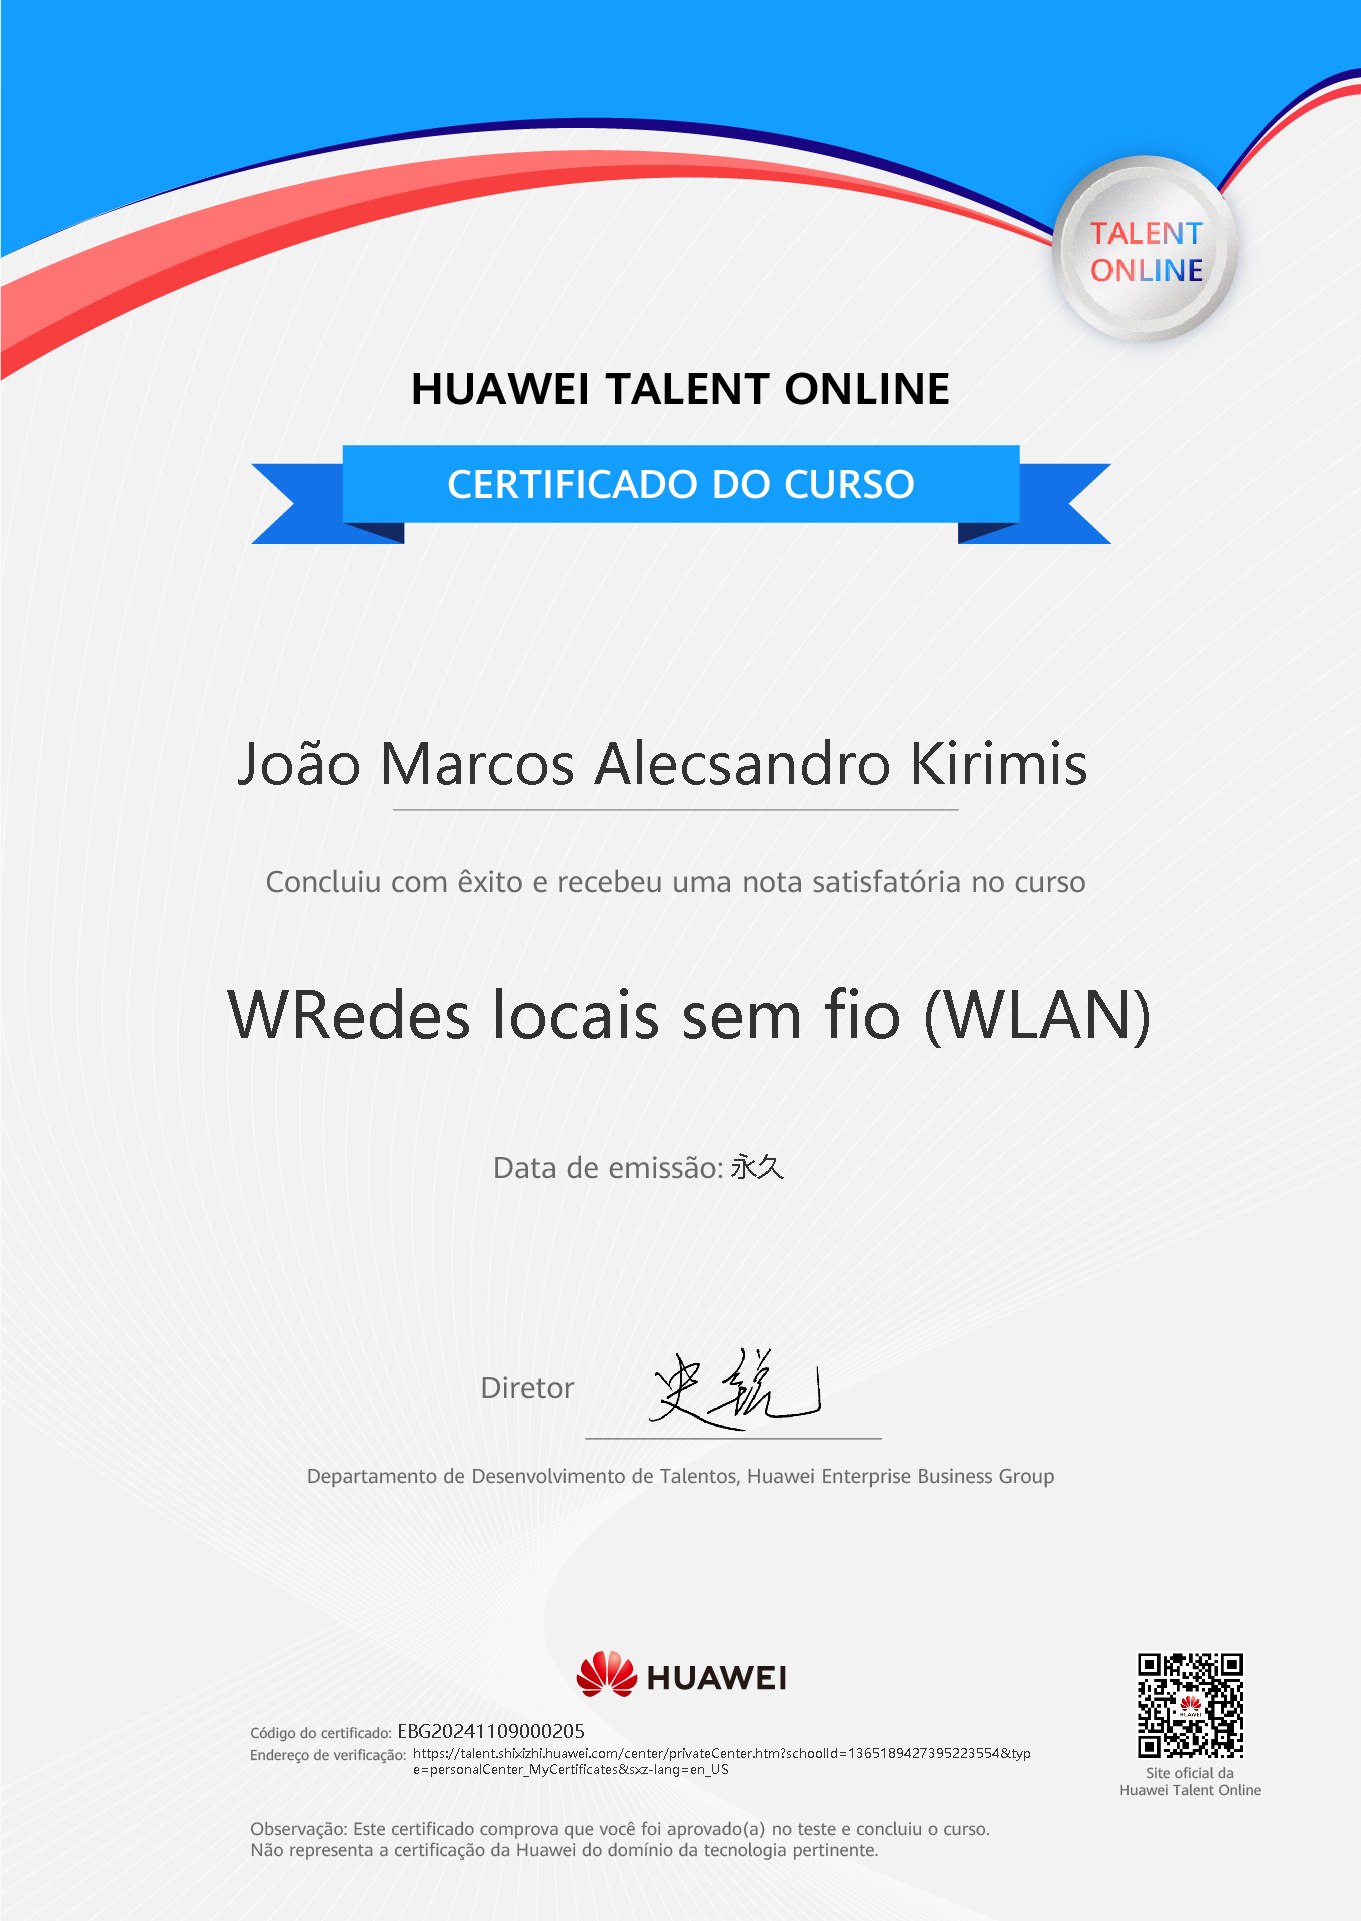 TALENT
ONLINE
HUAWEI TALENT ONLINE
CERTIFICADO DO CURSO
João Marcos Alecsandro Kirimis
Concluiu com êxito e recebeu uma nota satisfatória no curso
WRedes locais sem fio (WLAN)
Data de emissão: 永久
Diretor 史锐
Departamento de Desenvolvimento de Talentos, Huawei Enterprise Business Group
HUAWEI
Código do certificado: EBG20241109000205
Endereço de verificação: https://talent.shixizhi.huawei.com/center/privateCenter.htm?schoolId=1365189427395223554&typ
e=personalCenter_MyCertificates&sxz-lang=en_US
HUAWEI
Site oficial da
Huawei Talent Online
Observação: Este certificado comprova que você foi aprovado(a) no teste e concluiu o curso.
Não representa a certificação da Huawei do domínio da tecnologia pertinente.